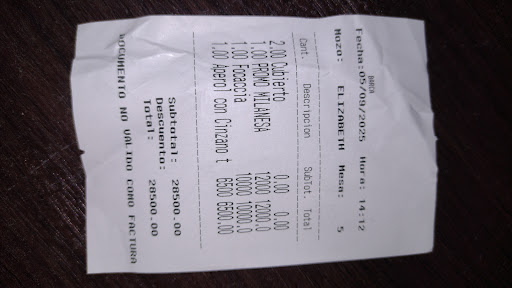 BARCA
Fecha:05/09/2025 Hora: 14:12
Mozo: ELIZABETH Mesa: 5
Cant. Descripcion SubTot. Total
2.00 Cubierto 0.00 0.00
1.00 PROMO MILANESA 12000 12000.0
1.00 Focaccia 10000 10000.0
1.00 Aperol con Cinzano t 6500 6500.00
Subtotal: 28500.00
Descuento:
Total: 28500.00
DOCUMENTO NO VALIDO COMO FACTURA